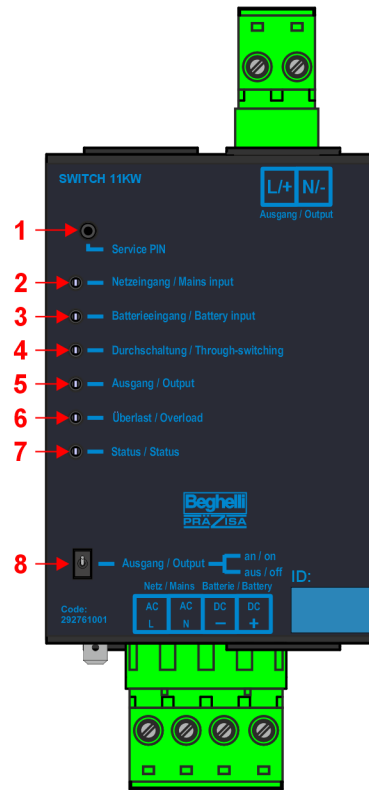 SWITCH 11KW
L/+ N/-
Ausgang / Output
1
Service PIN
2 Netzeingang / Mains input
3 Batterieeingang / Battery input
4 Durchschaltung / Through-switching
5 Ausgang / Output
6 Überlast / Overload
7 Status / Status
Beghelli
PRÄZISA
8 Ausgang / Output an / on
aus / off
ID:
Netz / Mains Batterie / Battery
AC AC DC DC
L N − +
Code:
292761001